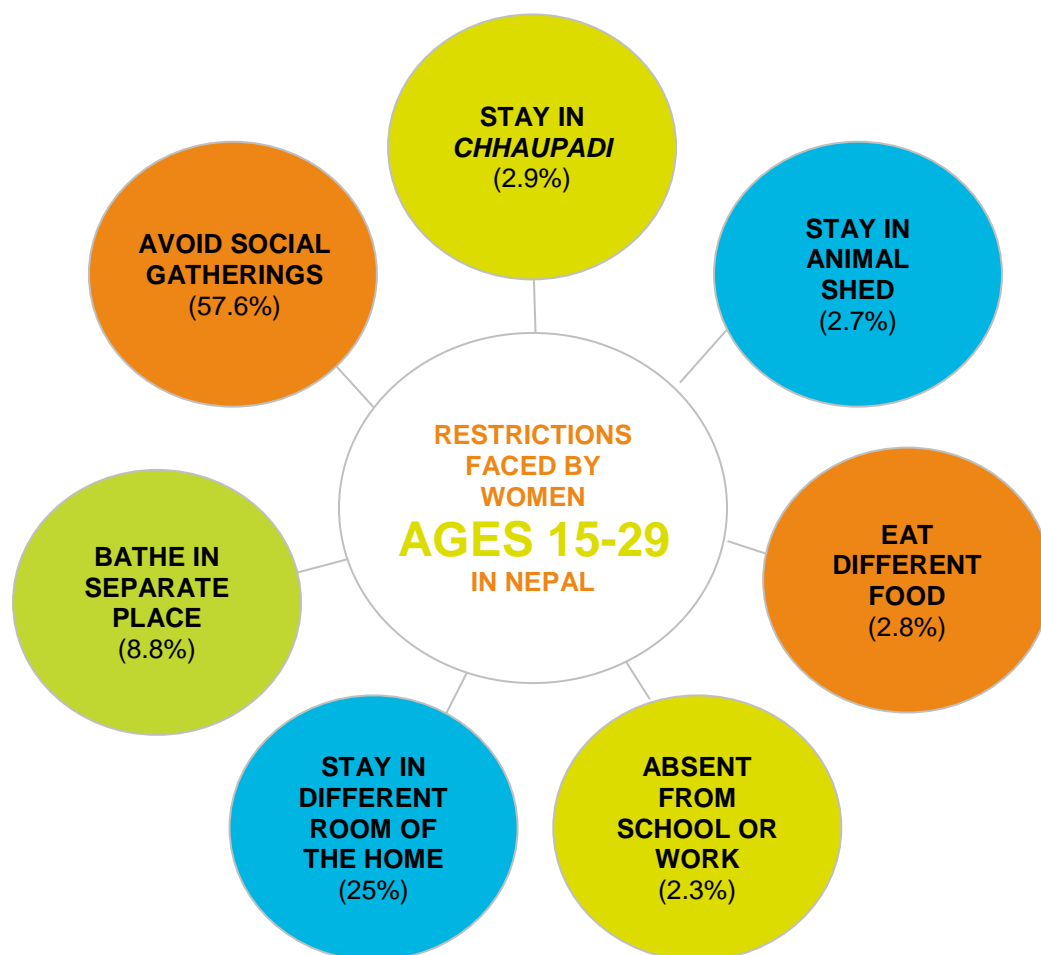 RESTRICTIONS
FACED BY
WOMEN
AGES 15-29
IN NEPAL
STAY IN
CHHAUPADI
(2.9%)
STAY IN
ANIMAL
SHED
(2.7%)
EAT
DIFFERENT
FOOD
(2.8%)
ABSENT
FROM
SCHOOL OR
WORK
(2.3%)
STAY IN
DIFFERENT
ROOM OF
THE HOME
(25%)
BATHE IN
SEPARATE
PLACE
(8.8%)
AVOID SOCIAL
GATHERINGS
(57.6%)